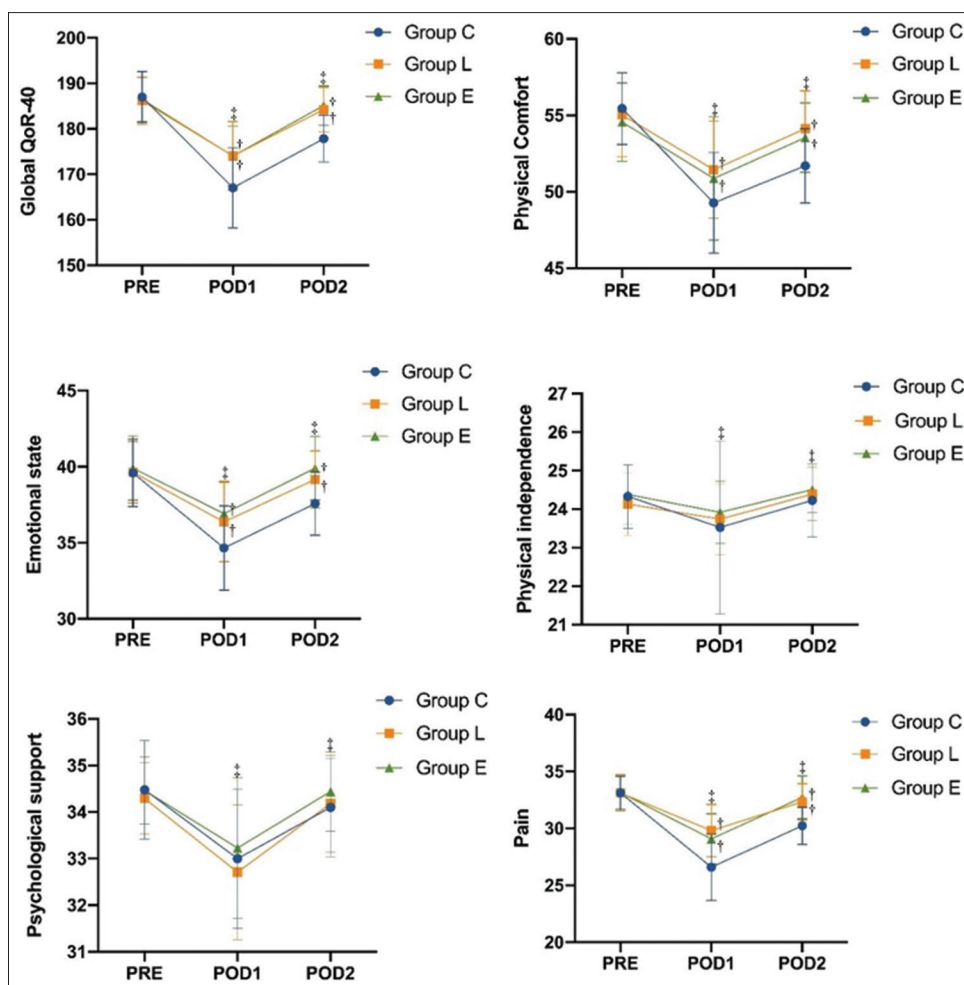 Global QoR-40
200
190
180
170
160
150
PRE
POD1
POD2
‡
‡
†
†
†
†
Group C
Group L
Group E
Physical Comfort
60
55
50
45
PRE
POD1
POD2
‡
‡
†
†
†
†
Group C
Group L
Group E
Emotional state
45
40
35
30
PRE
POD1
POD2
‡
‡
†
†
†
†
Group C
Group L
Group E
Physical independence
27
26
25
24
23
22
21
PRE
POD1
POD2
‡
‡
Group C
Group L
Group E
Psychological support
36
35
34
33
32
31
PRE
POD1
POD2
‡
‡
Group C
Group L
Group E
Pain
40
35
30
25
20
PRE
POD1
POD2
‡
‡
†
†
†
†
Group C
Group L
Group E